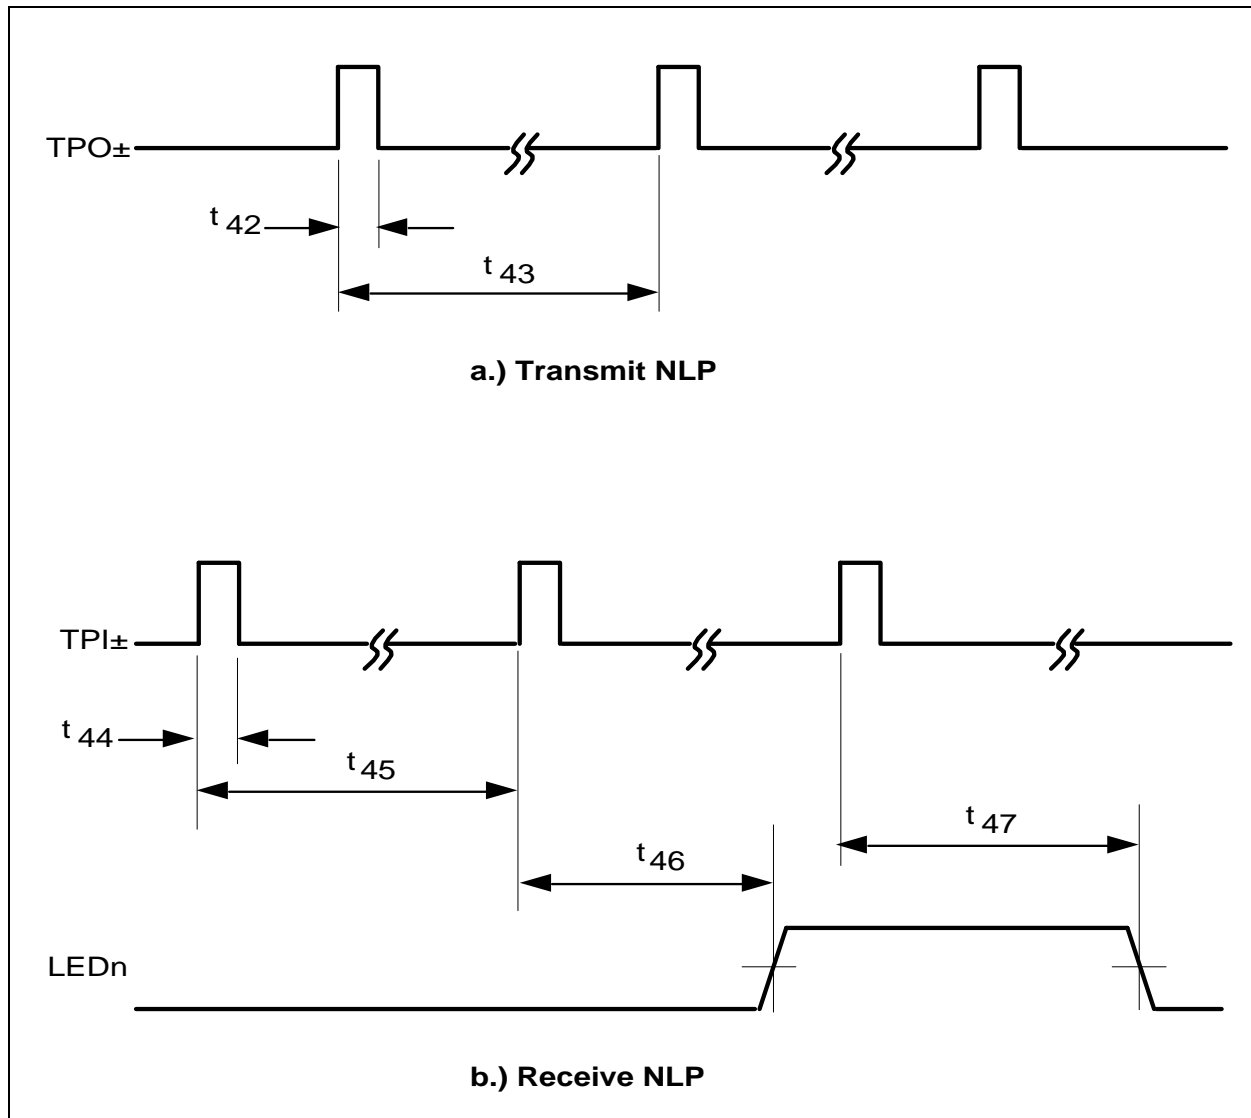 TPO±
t 42
t 43
a.) Transmit NLP
TPI±
t 44
t 45
t 46
t 47
LEDn
b.) Receive NLP